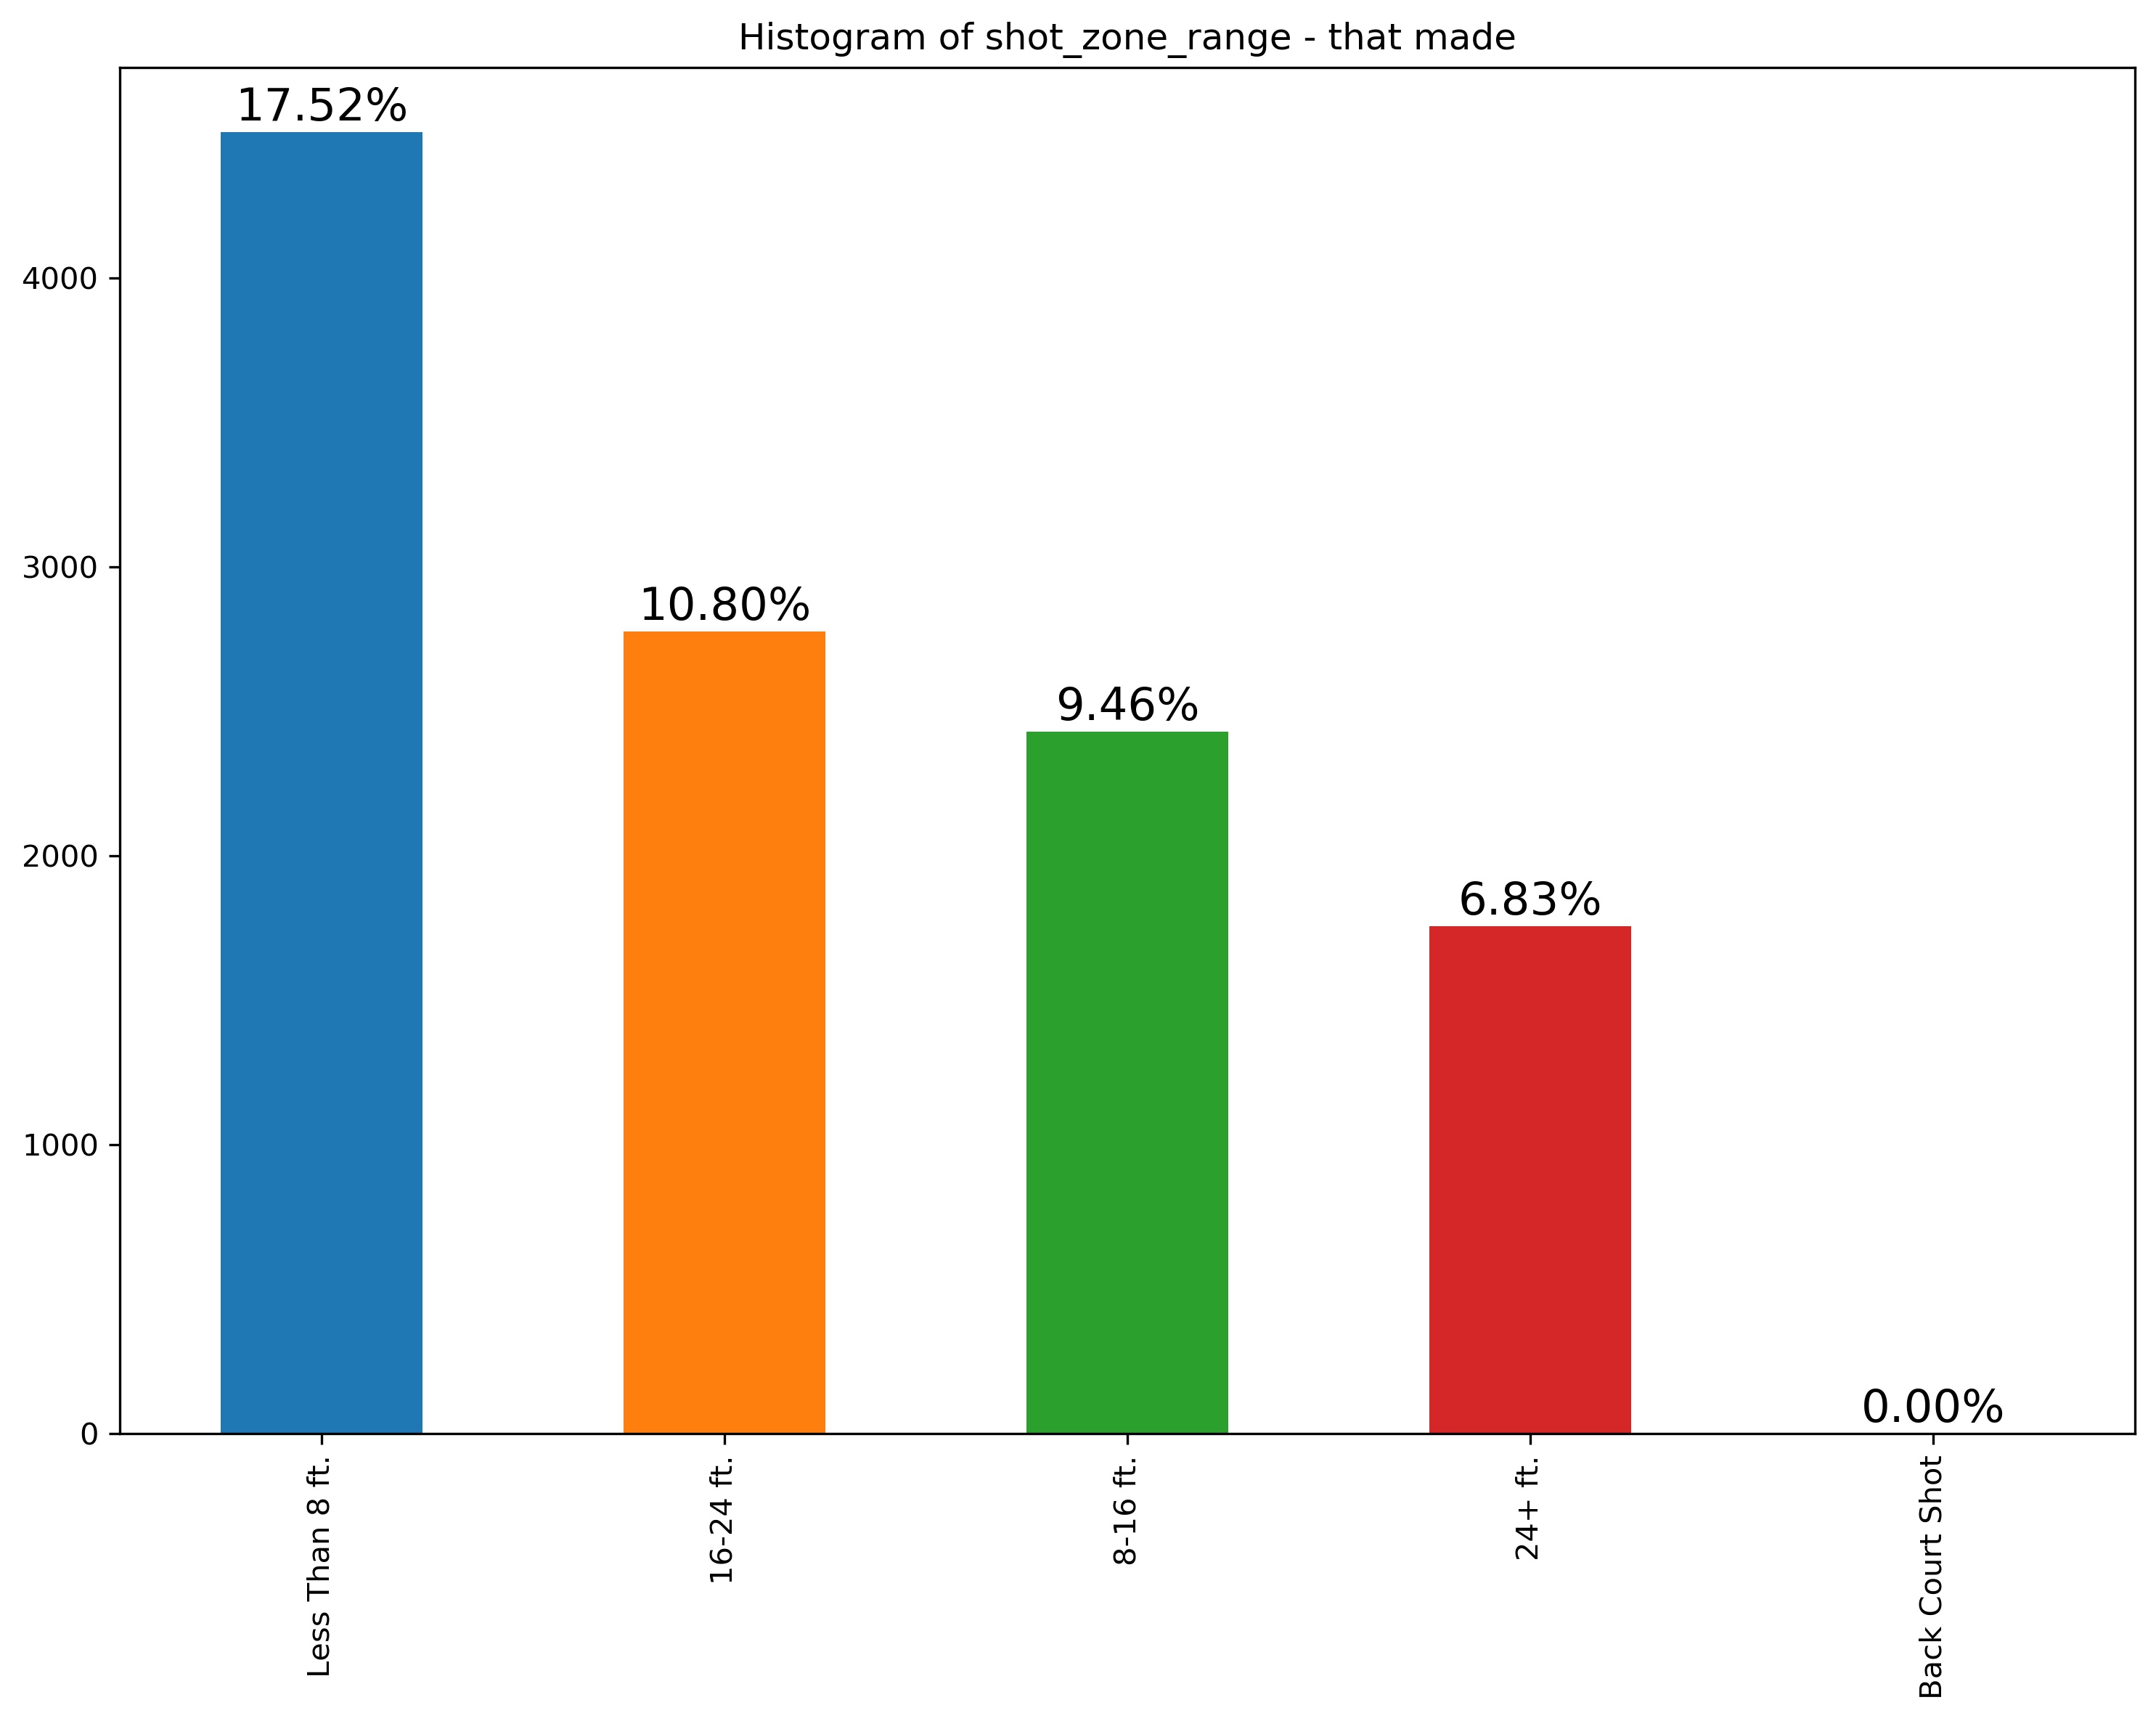 Histogram of shot_zone_range - that made
17.52%
10.80%
9.46%
6.83%
0.00%
4000
3000
2000
1000
0
Less Than 8 ft.
16-24 ft.
8-16 ft.
24+ ft.
Back Court Shot